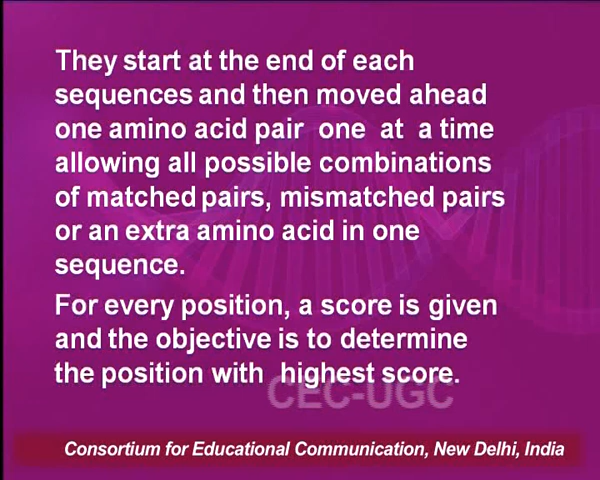 They start at the end of each
sequences and then moved ahead
one amino acid pair one at a time
allowing all possible combinations
of matched pairs, mismatched pairs
or an extra amino acid in one
sequence.
For every position, a score is given
and the objective is to determine
the position with highest score.
CEC-UGC
Consortium for Educational Communication, New Delhi, India